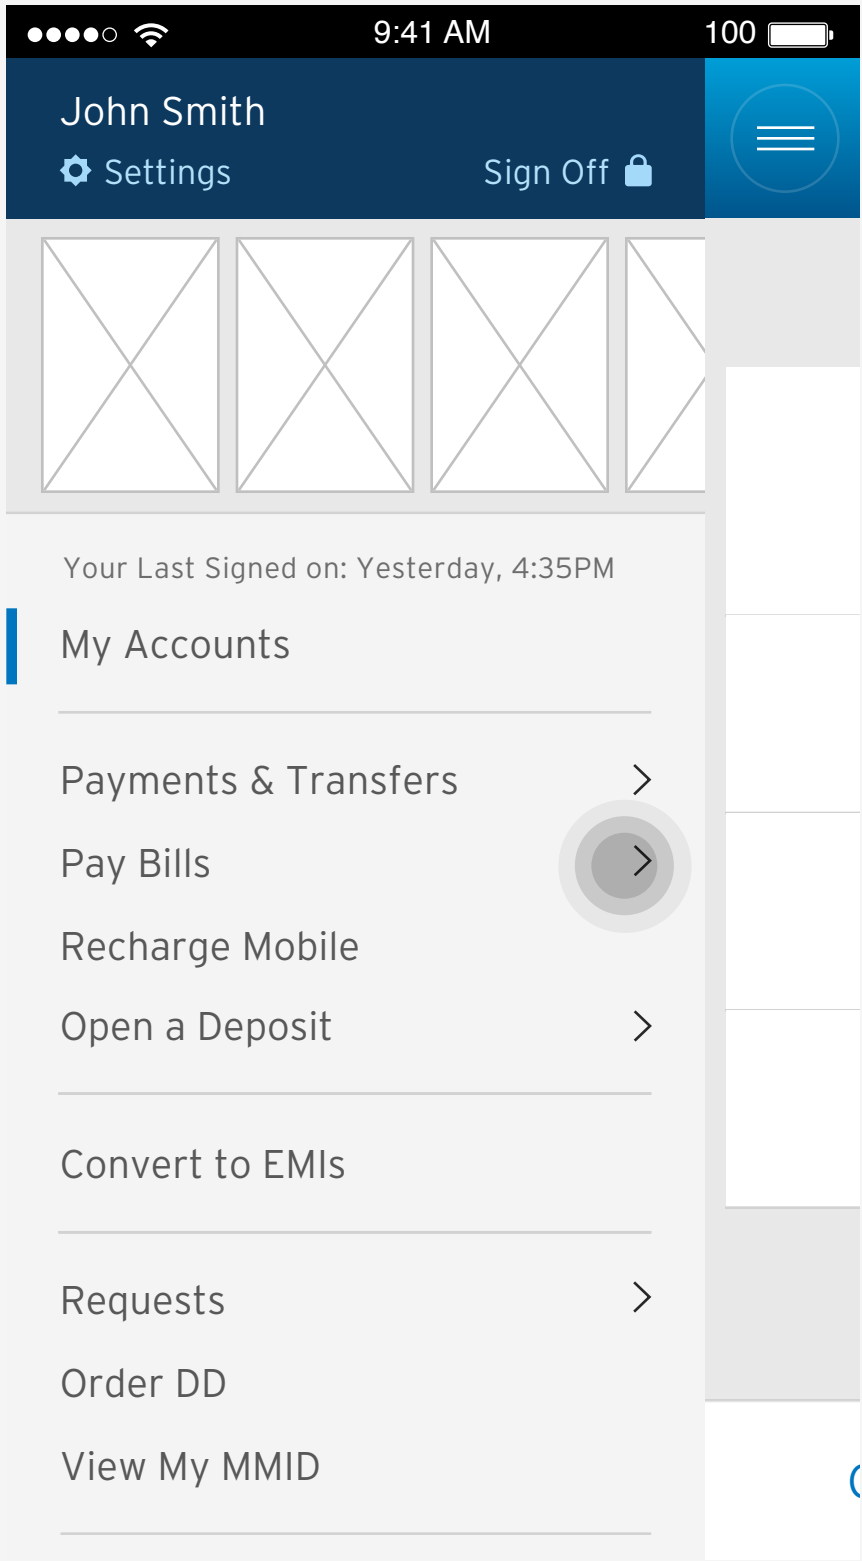 9:41 AM 100
John Smith
Settings Sign Off
Your Last Signed on: Yesterday, 4:35PM
My Accounts
Payments & Transfers
Pay Bills
Recharge Mobile
Open a Deposit
Convert to EMIs
Requests
Order DD
View My MMID